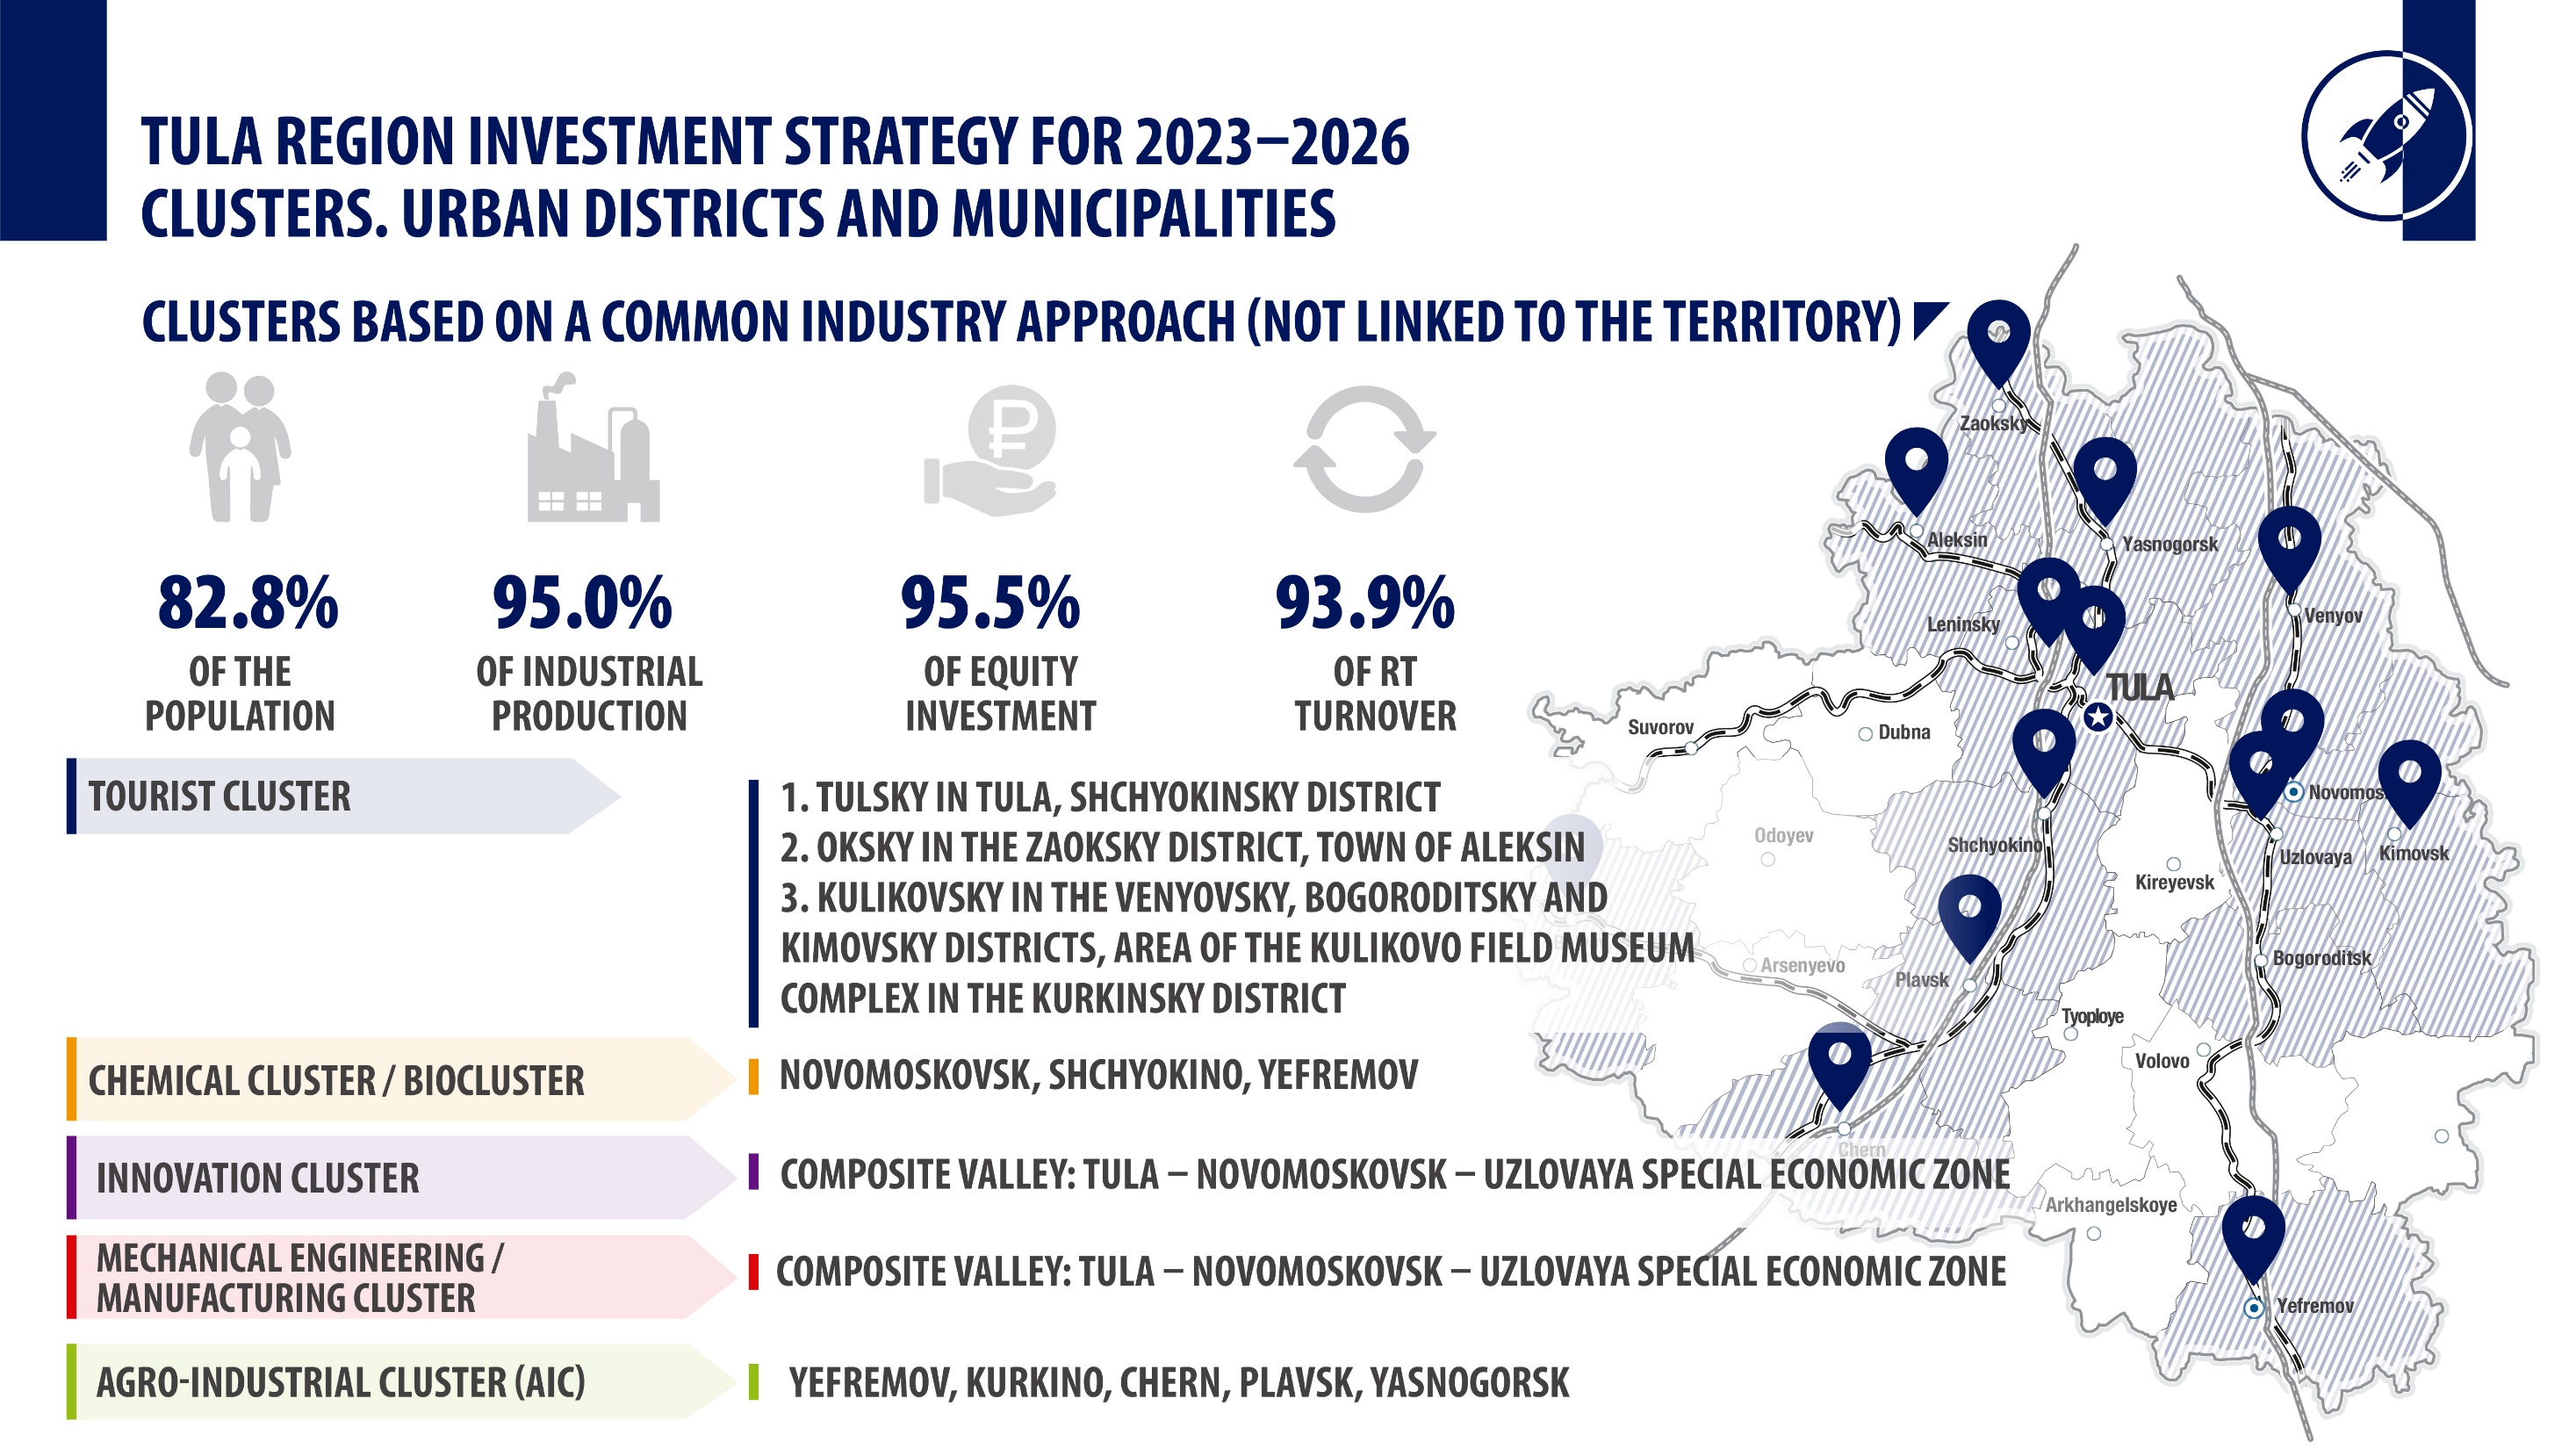 TULA REGION INVESTMENT STRATEGY FOR 2023–2026
CLUSTERS. URBAN DISTRICTS AND MUNICIPALITIES
CLUSTERS BASED ON A COMMON INDUSTRY APPROACH (NOT LINKED TO THE TERRITORY)
82.8%
OF THE
POPULATION
95.0%
OF INDUSTRIAL
PRODUCTION
95.5%
OF EQUITY
INVESTMENT
93.9%
OF RT
TURNOVER
TOURIST CLUSTER
1. TULSKY IN TULA, SHCHYOKINSKY DISTRICT
2. OKSKY IN THE ZAOKSKY DISTRICT, TOWN OF ALEKSIN
3. KULIKOVSKY IN THE VENYOVSKY, BOGORODITSKY AND
KIMOVSKY DISTRICTS, AREA OF THE KULIKOVO FIELD MUSEUM
COMPLEX IN THE KURKINSKY DISTRICT
CHEMICAL CLUSTER / BIOCLUSTER
NOVOMOSKOVSK, SHCHYOKINO, YEFREMOV
INNOVATION CLUSTER
COMPOSITE VALLEY: TULA – NOVOMOSKOVSK – UZLOVAYA SPECIAL ECONOMIC ZONE
MECHANICAL ENGINEERING /
MANUFACTURING CLUSTER
COMPOSITE VALLEY: TULA – NOVOMOSKOVSK – UZLOVAYA SPECIAL ECONOMIC ZONE
AGRO-INDUSTRIAL CLUSTER (AIC)
YEFREMOV, KURKINO, CHERN, PLAVSK, YASNOGORSK
Zaoksky
Aleksin
Yasnogorsk
Venyov
Leninsky
TULA
Suvorov
Dubna
Novomos
Odoyev
Shchyokino
Uzlovaya
Kimovsk
Kireyevsk
Arsenyevo
Plavsk
Bogoroditsk
Tyoploye
Volovo
Chern
Arkhangelskoye
Yefremov